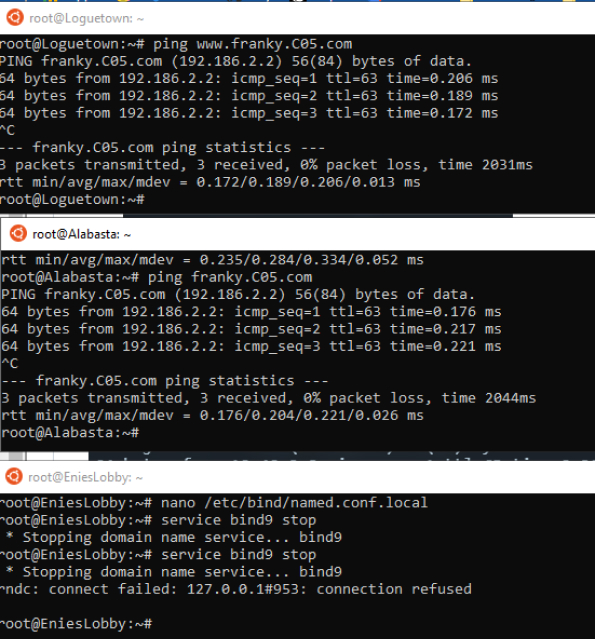 root@Loguetown: ~
root@Loguetown:~# ping www.franky.C05.com
PING franky.C05.com (192.186.2.2) 56(84) bytes of data.
64 bytes from 192.186.2.2: icmp_seq=1 ttl=63 time=0.206 ms
64 bytes from 192.186.2.2: icmp_seq=2 ttl=63 time=0.189 ms
64 bytes from 192.186.2.2: icmp_seq=3 ttl=63 time=0.172 ms
^C
--- franky.C05.com ping statistics ---
3 packets transmitted, 3 received, 0% packet loss, time 2031ms
rtt min/avg/max/mdev = 0.172/0.189/0.206/0.013 ms
root@Loguetown:~#
root@Alabasta: ~
rtt min/avg/max/mdev = 0.235/0.284/0.334/0.052 ms
root@Alabasta:~# ping franky.C05.com
PING franky.C05.com (192.186.2.2) 56(84) bytes of data.
64 bytes from 192.186.2.2: icmp_seq=1 ttl=63 time=0.176 ms
64 bytes from 192.186.2.2: icmp_seq=2 ttl=63 time=0.217 ms
64 bytes from 192.186.2.2: icmp_seq=3 ttl=63 time=0.221 ms
^C
--- franky.C05.com ping statistics ---
3 packets transmitted, 3 received, 0% packet loss, time 2044ms
rtt min/avg/max/mdev = 0.176/0.204/0.221/0.026 ms
root@Alabasta:~#
root@EniesLobby: ~
root@EniesLobby:~# nano /etc/bind/named.conf.local
root@EniesLobby:~# service bind9 stop
 * Stopping domain name service... bind9
root@EniesLobby:~# service bind9 stop
 * Stopping domain name service... bind9
rndc: connect failed: 127.0.0.1#953: connection refused
root@EniesLobby:~#